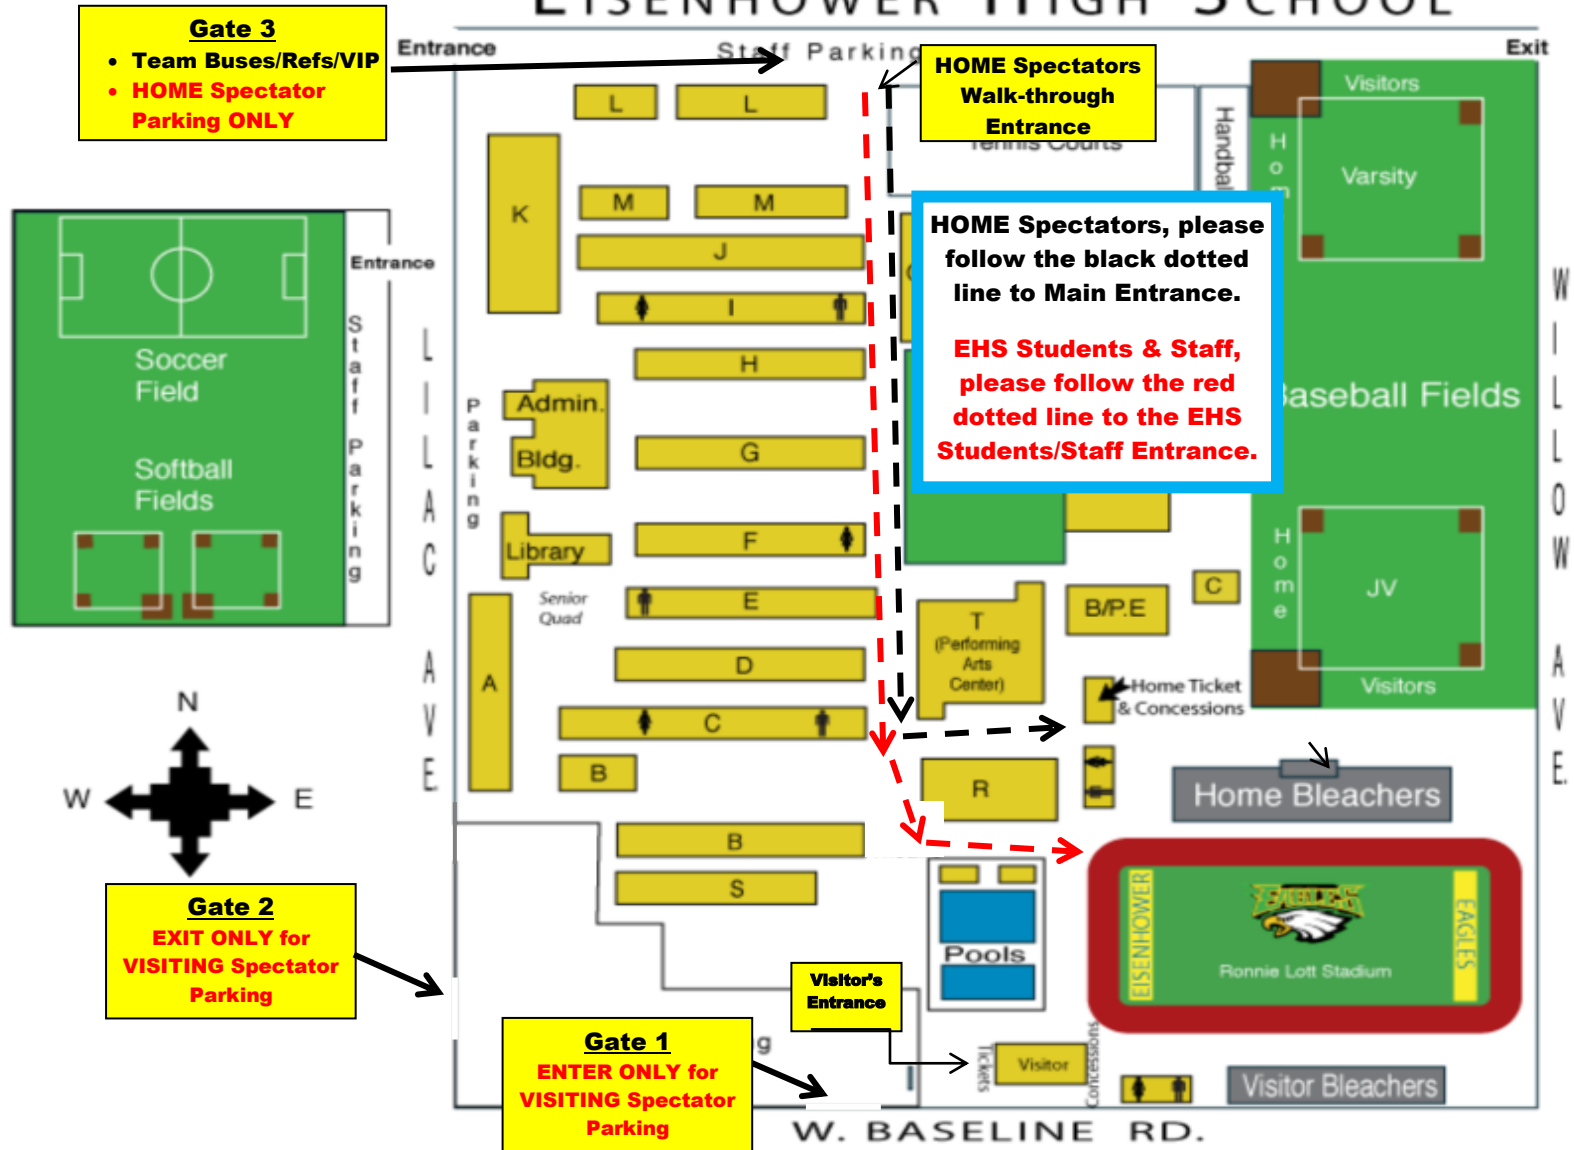 EISENHOWER HIGH SCHOOL
Gate 3
• Team Buses/Refs/VIP
• HOME Spectator
Parking ONLY
Entrance
Staff Parking
HOME Spectators
Walk-through
Entrance
Exit
Tennis Courts
Handbal
Visitors
Hom
Varsity
L
L
K
M
M
J
I
H
G
F
E
D
C
B
B
S
A
Admin.
Bldg.
Library
Senior
Quad
Parking
Entrance
Staff Parking
Soccer
Field
Softball
Fields
LILAC AVE.
HOME Spectators, please
follow the black dotted
line to Main Entrance.
EHS Students & Staff,
please follow the red
dotted line to the EHS
Students/Staff Entrance.
Baseball Fields
WILLOW AVE.
Home
JV
Visitors
T
(Performing
Arts
Center)
B/P.E
C
Home Ticket
& Concessions
R
Home Bleachers
N
W
E
S
Gate 2
EXIT ONLY for
VISITING Spectator
Parking
Gate 1
ENTER ONLY for
VISITING Spectator
Parking
g
Visitor's
Entrance
Pools
EISENHOWER
EAGLES
Ronnie Lott Stadium
EAGLES
Tickets
Visitor
Concessions
Visitor Bleachers
W. BASELINE RD.